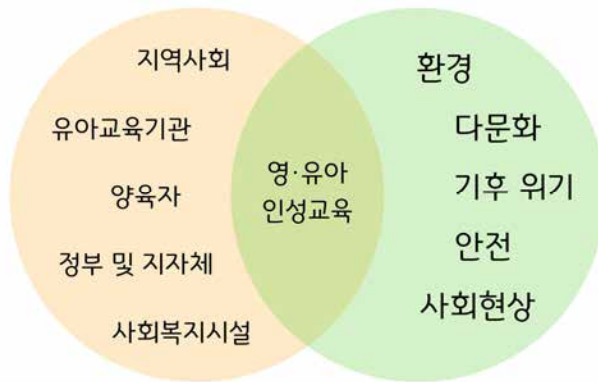 지역사회
유아교육기관
양육자
정부 및 지자체
사회복지시설
영·유아
인성교육
환경
다문화
기후 위기
안전
사회현상